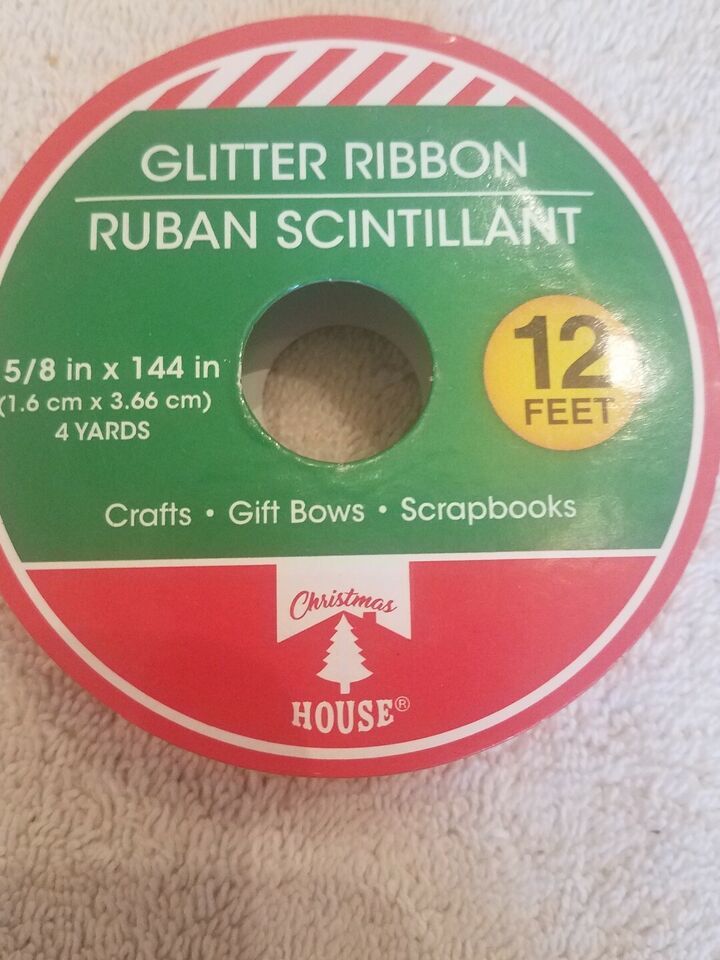 GLITTER RIBBON
RUBAN SCINTILLANT
5/8 in x 144 in
(1.6 cm x 3.66 cm)
4 YARDS
12
FEET
Crafts • Gift Bows • Scrapbooks
Christmas
HOUSE®